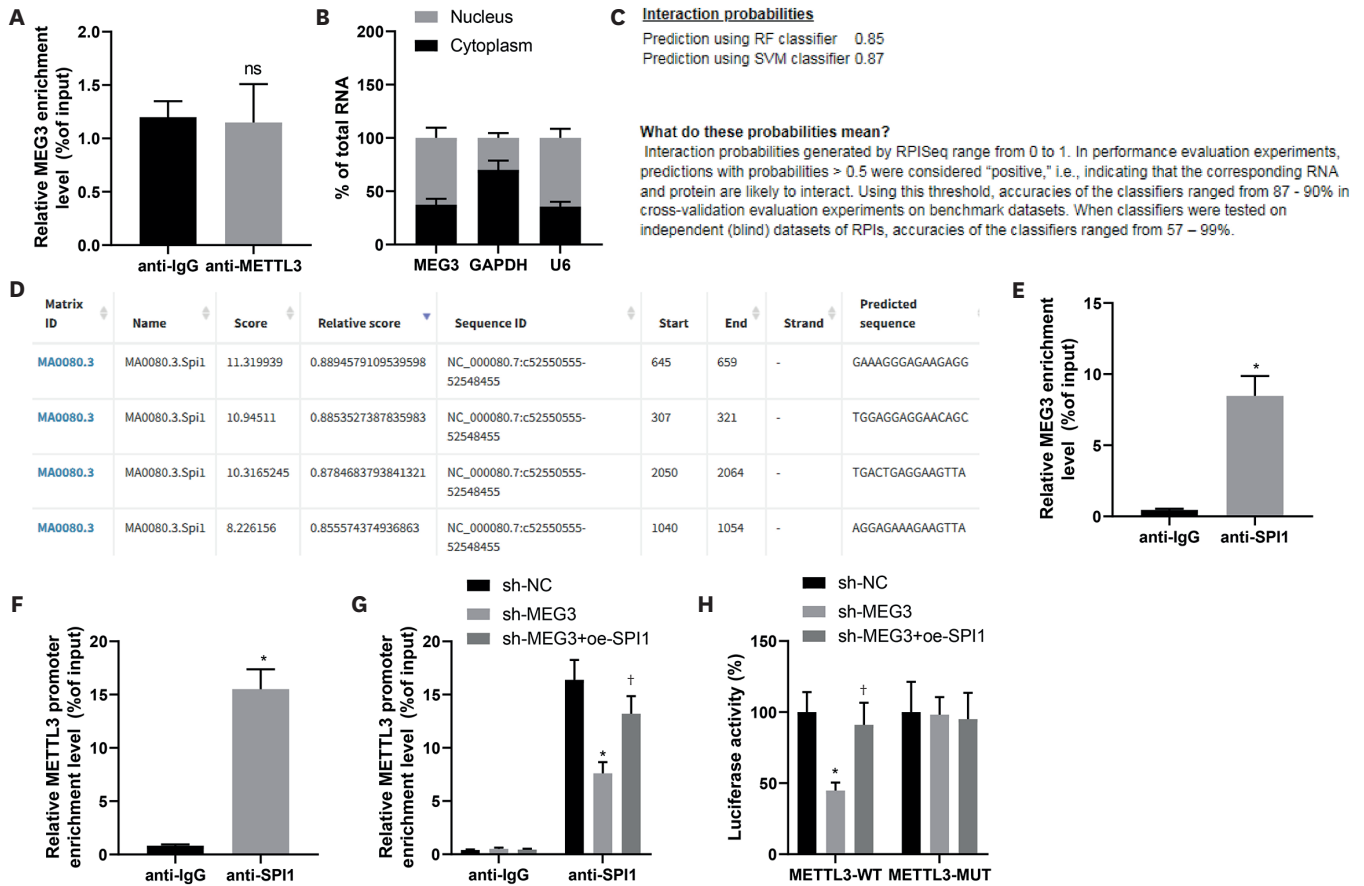 A
Relative MEG3 enrichment
level (%of input)
2.0
1.5
1.0
0.5
0.0
ns
anti-IgG anti-METTL3
B
Nucleus
Cytoplasm
% of total RNA
200
150
100
50
0
MEG3 GAPDH U6
C
Interaction probabilities
Prediction using RF classifier 0.85
Prediction using SVM classifier 0.87
What do these probabilities mean?
Interaction probabilities generated by RPISeq range from 0 to 1. In performance evaluation experiments,
predictions with probabilities > 0.5 were considered “positive,” i.e., indicating that the corresponding RNA
and protein are likely to interact. Using this threshold, accuracies of the classifiers ranged from 87 - 90% in
cross-validation evaluation experiments on benchmark datasets. When classifiers were tested on
independent (blind) datasets of RPIs, accuracies of the classifiers ranged from 57 – 99%.
D
Matrix ID Name Score Relative score Sequence ID Start End Strand Predicted sequence
MA0080.3 MA0080.3.Spi1 11.319939 0.8894579109539598 NC_000080.7:c52550555-52548455 645 659 - GAAAGGGAGAAGAGG
MA0080.3 MA0080.3.Spi1 10.94511 0.8853527387835983 NC_000080.7:c52550555-52548455 307 321 - TGGAGGAGGAACAGC
MA0080.3 MA0080.3.Spi1 10.3165245 0.8784683793841321 NC_000080.7:c52550555-52548455 2050 2064 - TGACTGAGGAAGTTA
MA0080.3 MA0080.3.Spi1 8.226156 0.855574374936863 NC_000080.7:c52550555-52548455 1040 1054 - AGGAGAAAGAAGTTA
E
Relative MEG3 enrichment
level (%of input)
15
10
5
0
*
anti-IgG anti-SPI1
F
Relative METTL3 promoter
enrichment level (%of input)
20
15
10
5
0
*
anti-IgG anti-SPI1
G
sh-NC
sh-MEG3
sh-MEG3+oe-SPI1
Relative METTL3 promoter
enrichment level (%of input)
20
15
10
5
0
*
†
anti-IgG anti-SPI1
H
sh-NC
sh-MEG3
sh-MEG3+oe-SPI1
Luciferase activity (%)
150
100
50
0
*
†
METTL3-WT METTL3-MUT